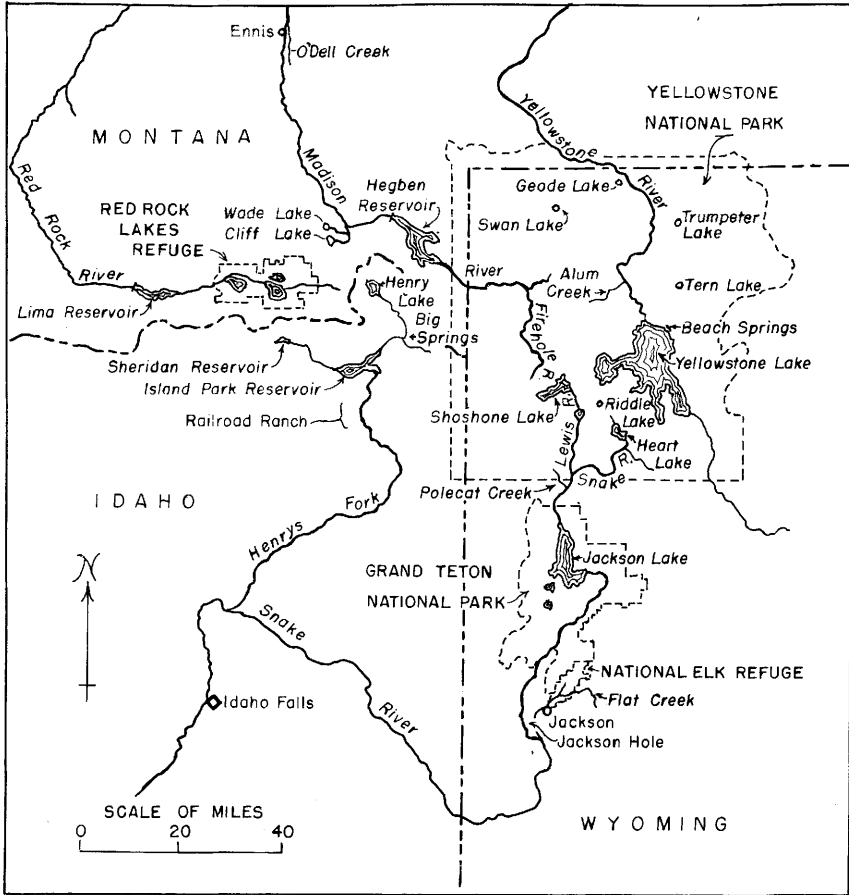 Ennis
O'Dell Creek
YELLOWSTONE
NATIONAL PARK
MONTANA
Yellowstone
River
Madison
Red Rock
River
Hegben
Reservoir
Geode Lake
Swan Lake
Trumpeter
Lake
RED ROCK
LAKES
REFUGE
Wade Lake
Cliff Lake
River
Alum
Creek
Tern Lake
Lima Reservoir
Henry
Lake
Big
Springs
Firehole
R.
Beach Springs
Yellowstone Lake
Sheridan Reservoir
Island Park Reservoir
Shoshone Lake
Riddle
Lake
Railroad Ranch
Lewis
R.
Heart
Lake
Snake
R.
Polecat Creek
IDAHO
Henrys
Fork
N
GRAND TETON
NATIONAL PARK
Jackson Lake
Snake
River
NATIONAL ELK REFUGE
Flat Creek
Idaho Falls
Jackson
Jackson Hole
SCALE OF MILES
0 20 40
WYOMING